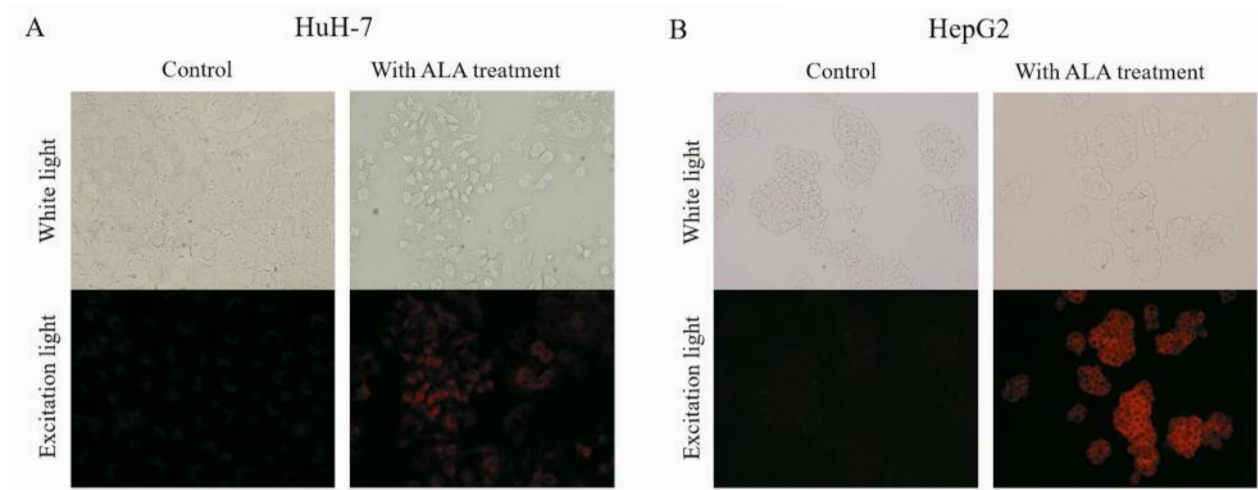 A
HuH-7
Control
With ALA treatment
White light
Excitation light
B
HepG2
Control
With ALA treatment
White light
Excitation light